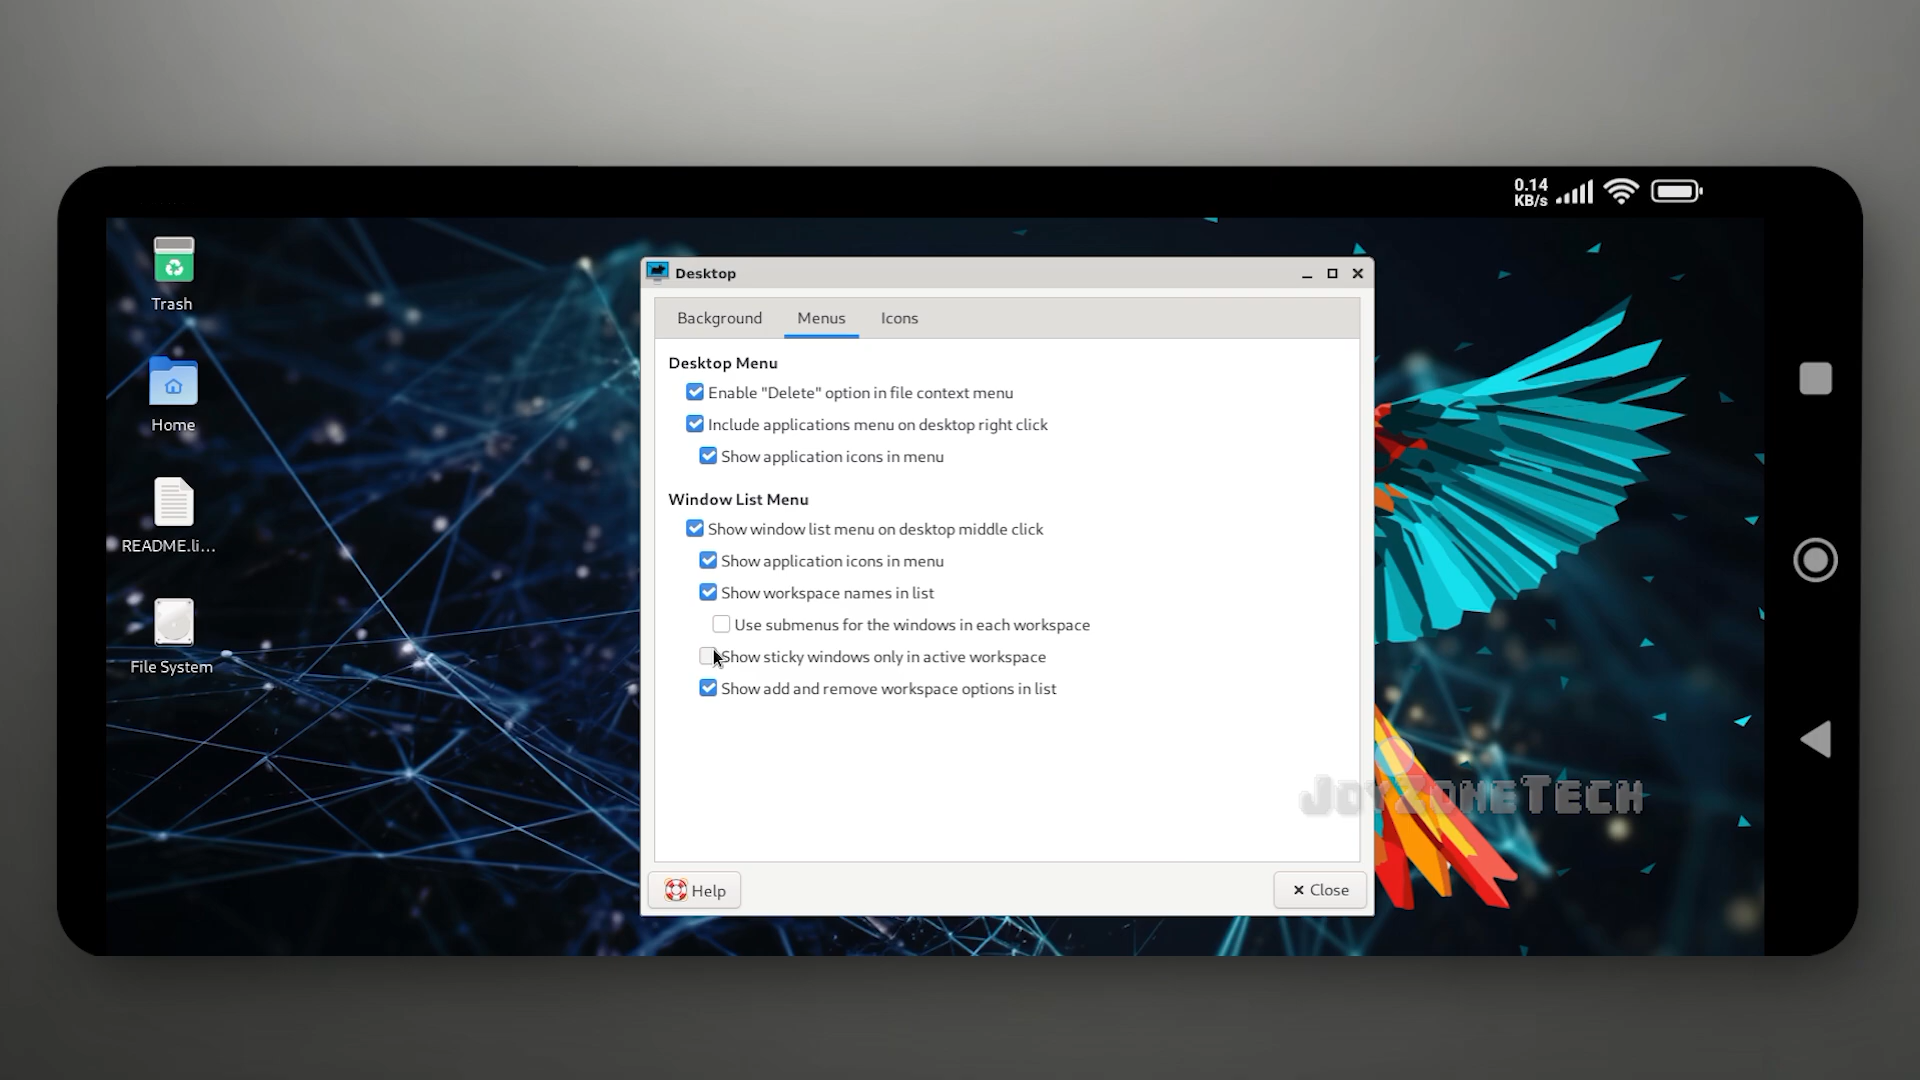 0.14
KB/s
Trash
Home
README.li...
File System
Desktop
Background
Menus
Icons
Desktop Menu
Enable "Delete" option in file context menu
Include applications menu on desktop right click
Show application icons in menu
Window List Menu
Show window list menu on desktop middle click
Show application icons in menu
Show workspace names in list
Use submenus for the windows in each workspace
Show sticky windows only in active workspace
Show add and remove workspace options in list
Help
Close
JoyZoneTech